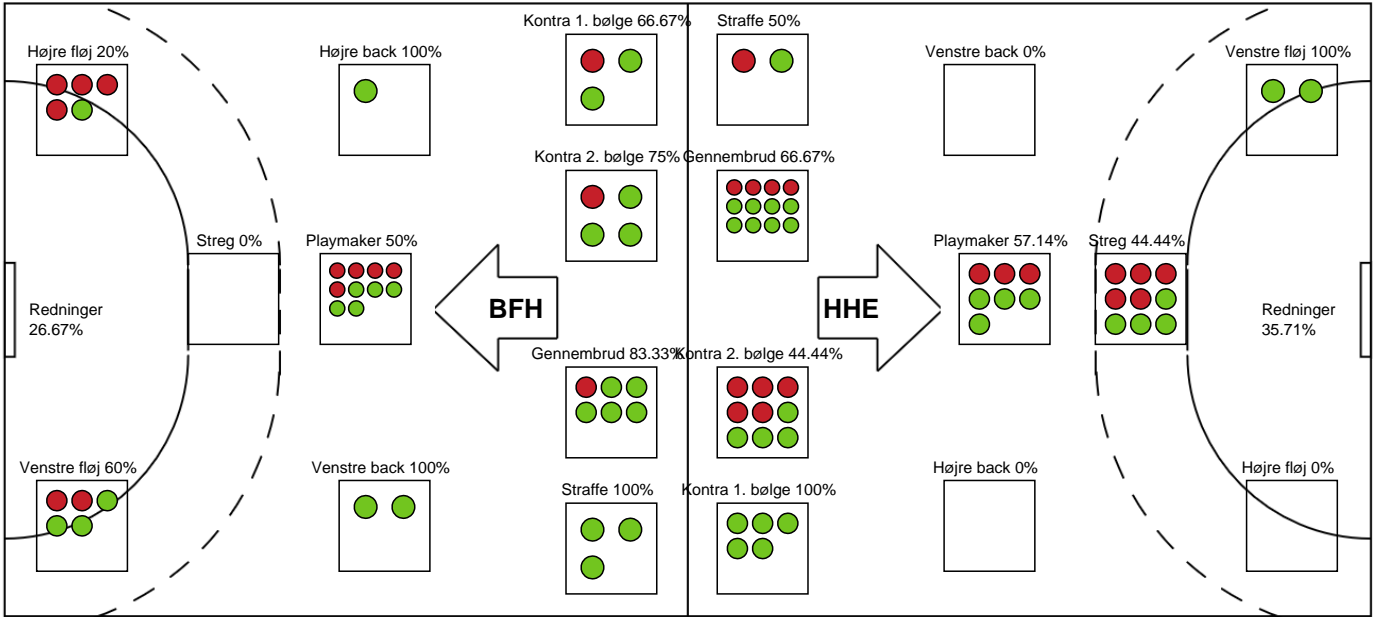 Kontra 1. bølge 66.67%
Straffe 50%
Højre fløj 20%
Højre back 100%
Venstre back 0%
Venstre fløj 100%
Kontra 2. bølge 75%
Gennembrud 66.67%
Streg 0%
Playmaker 50%
Playmaker 57.14%
Streg 44.44%
BFH
HHE
Redninger
26.67%
Redninger
35.71%
Gennembrud 83.33%
Kontra 2. bølge 44.44%
Venstre fløj 60%
Venstre back 100%
Højre back 0%
Højre fløj 0%
Straffe 100%
Kontra 1. bølge 100%